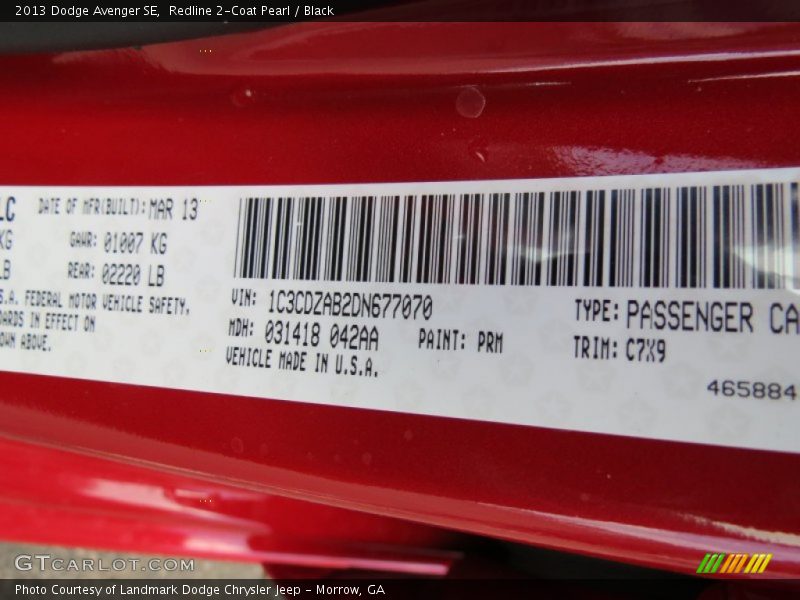 2013 Dodge Avenger SE,  Redline 2-Coat Pearl / Black
LC DATE OF MFR(BUILT): MAR 13
KG GAWR: 01007 KG
LB REAR: 02220 LB
S.A. FEDERAL MOTOR VEHICLE SAFETY,
DARDS IN EFFECT ON
OWN ABOVE.
VIN: 1C3CDZAB2DN677070
MDH: 031418 042AA PAINT: PRM
VEHICLE MADE IN U.S.A.
TYPE: PASSENGER CA
TRIM: C7X9
465884
GTCARLOT.COM
Photo Courtesy of Landmark Dodge Chrysler Jeep - Morrow, GA